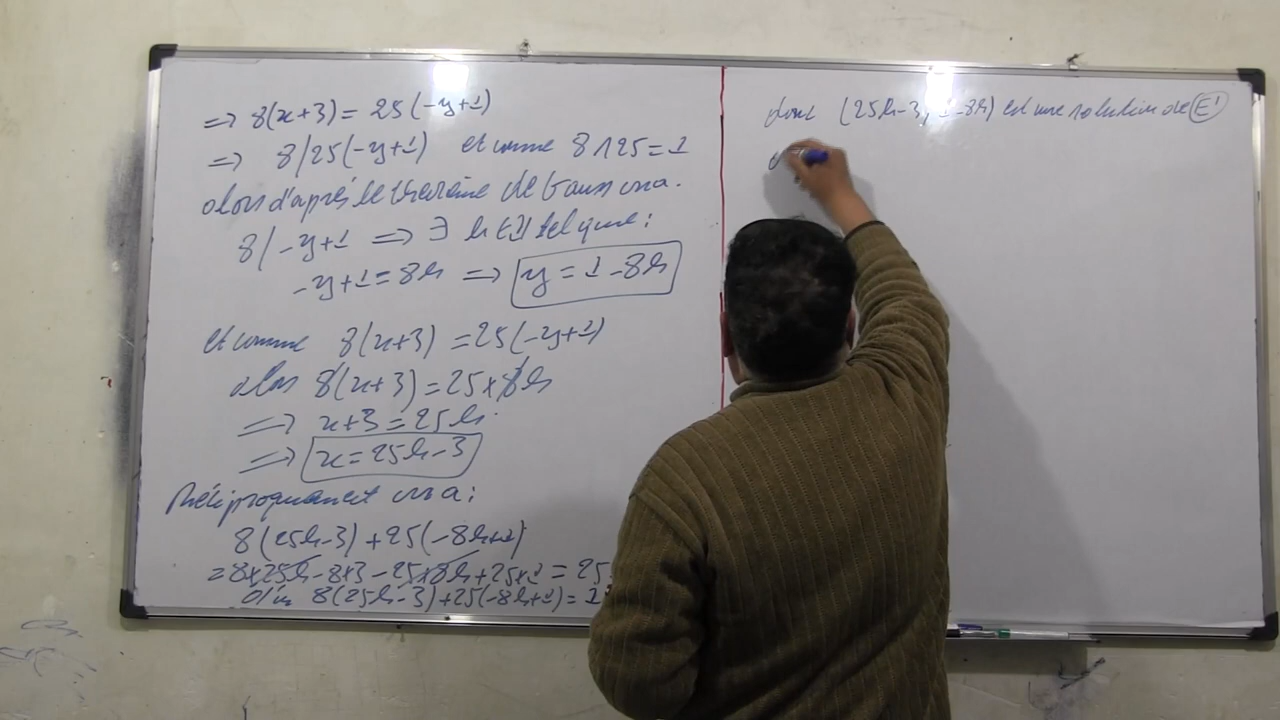 => 8(x+3) = 25(-y+1)
=> 8/25(-y+1) et comme 8∧25=1
alors d'après le théorème de Gauss on a.
8/-y+1 => ∃ k∈ℤ tel que:
-y+1=8k => y = 1-8k
et comme 8(x+3) = 25(-y+1)
alors 8(x+3) = 25×8k
=> x+3 = 25k
=> x=25k-3
Réciproquement on a:
8(25k-3)+25(-8k+1)
= 8×25k-8×3-25×8k+25×1 = 25
d'où 8(25k-3)+25(-8k+1)=1
donc (25k-3, 1-8k) est une solution de E'